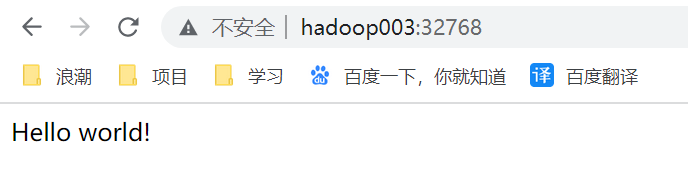 不安全 hadoop003:32768
浪潮 项目 学习 百度一下，你就知道 译 百度翻译
Hello world!